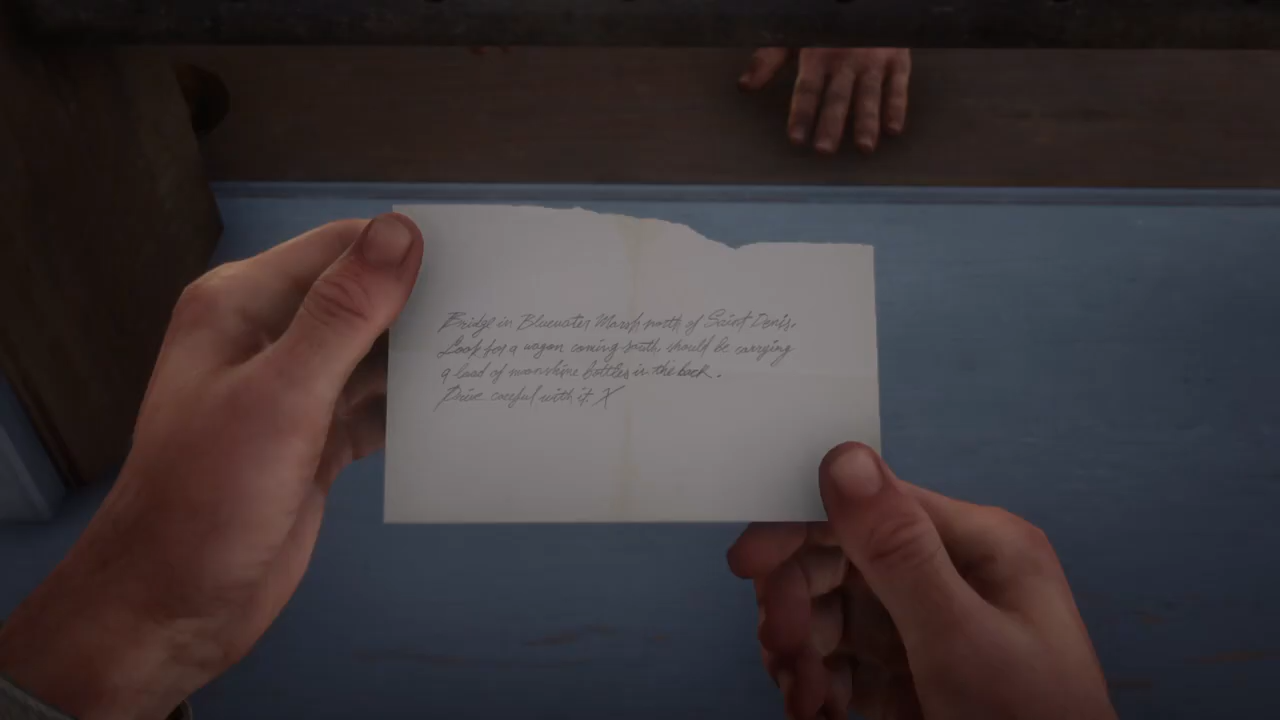 Bridge in Bluewater Marsh north of Saint Denis.
Look for a wagon coming south, should be carrying
a load of moonshine bottles in the back.
Drive careful with it. X